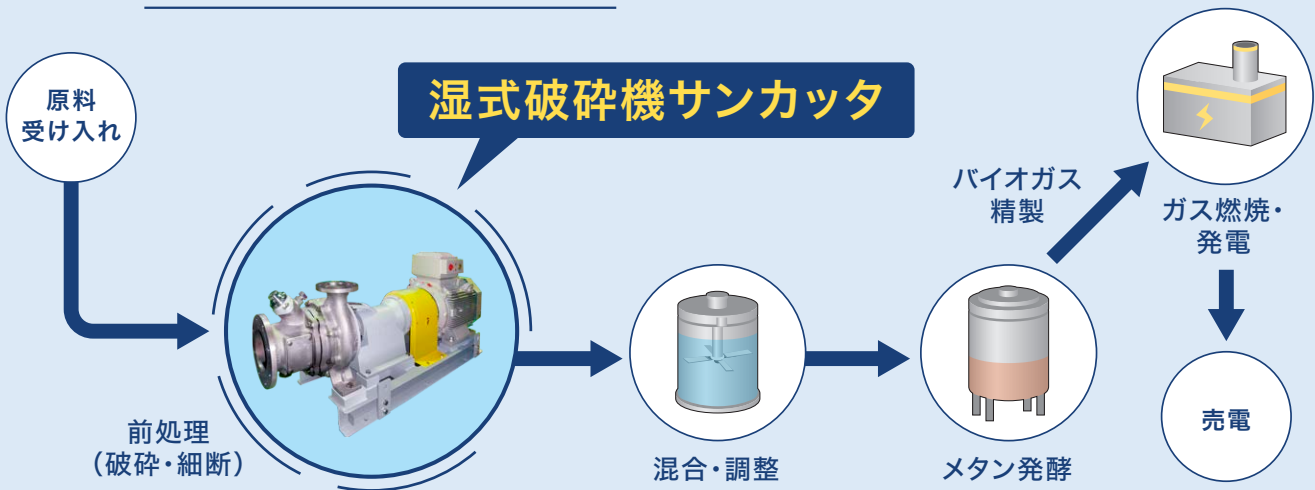 原料
受け入れ
湿式破砕機サンカッタ
前処理
（破砕・細断）
混合・調整
メタン発酵
バイオガス
精製
ガス燃焼・
発電
売電